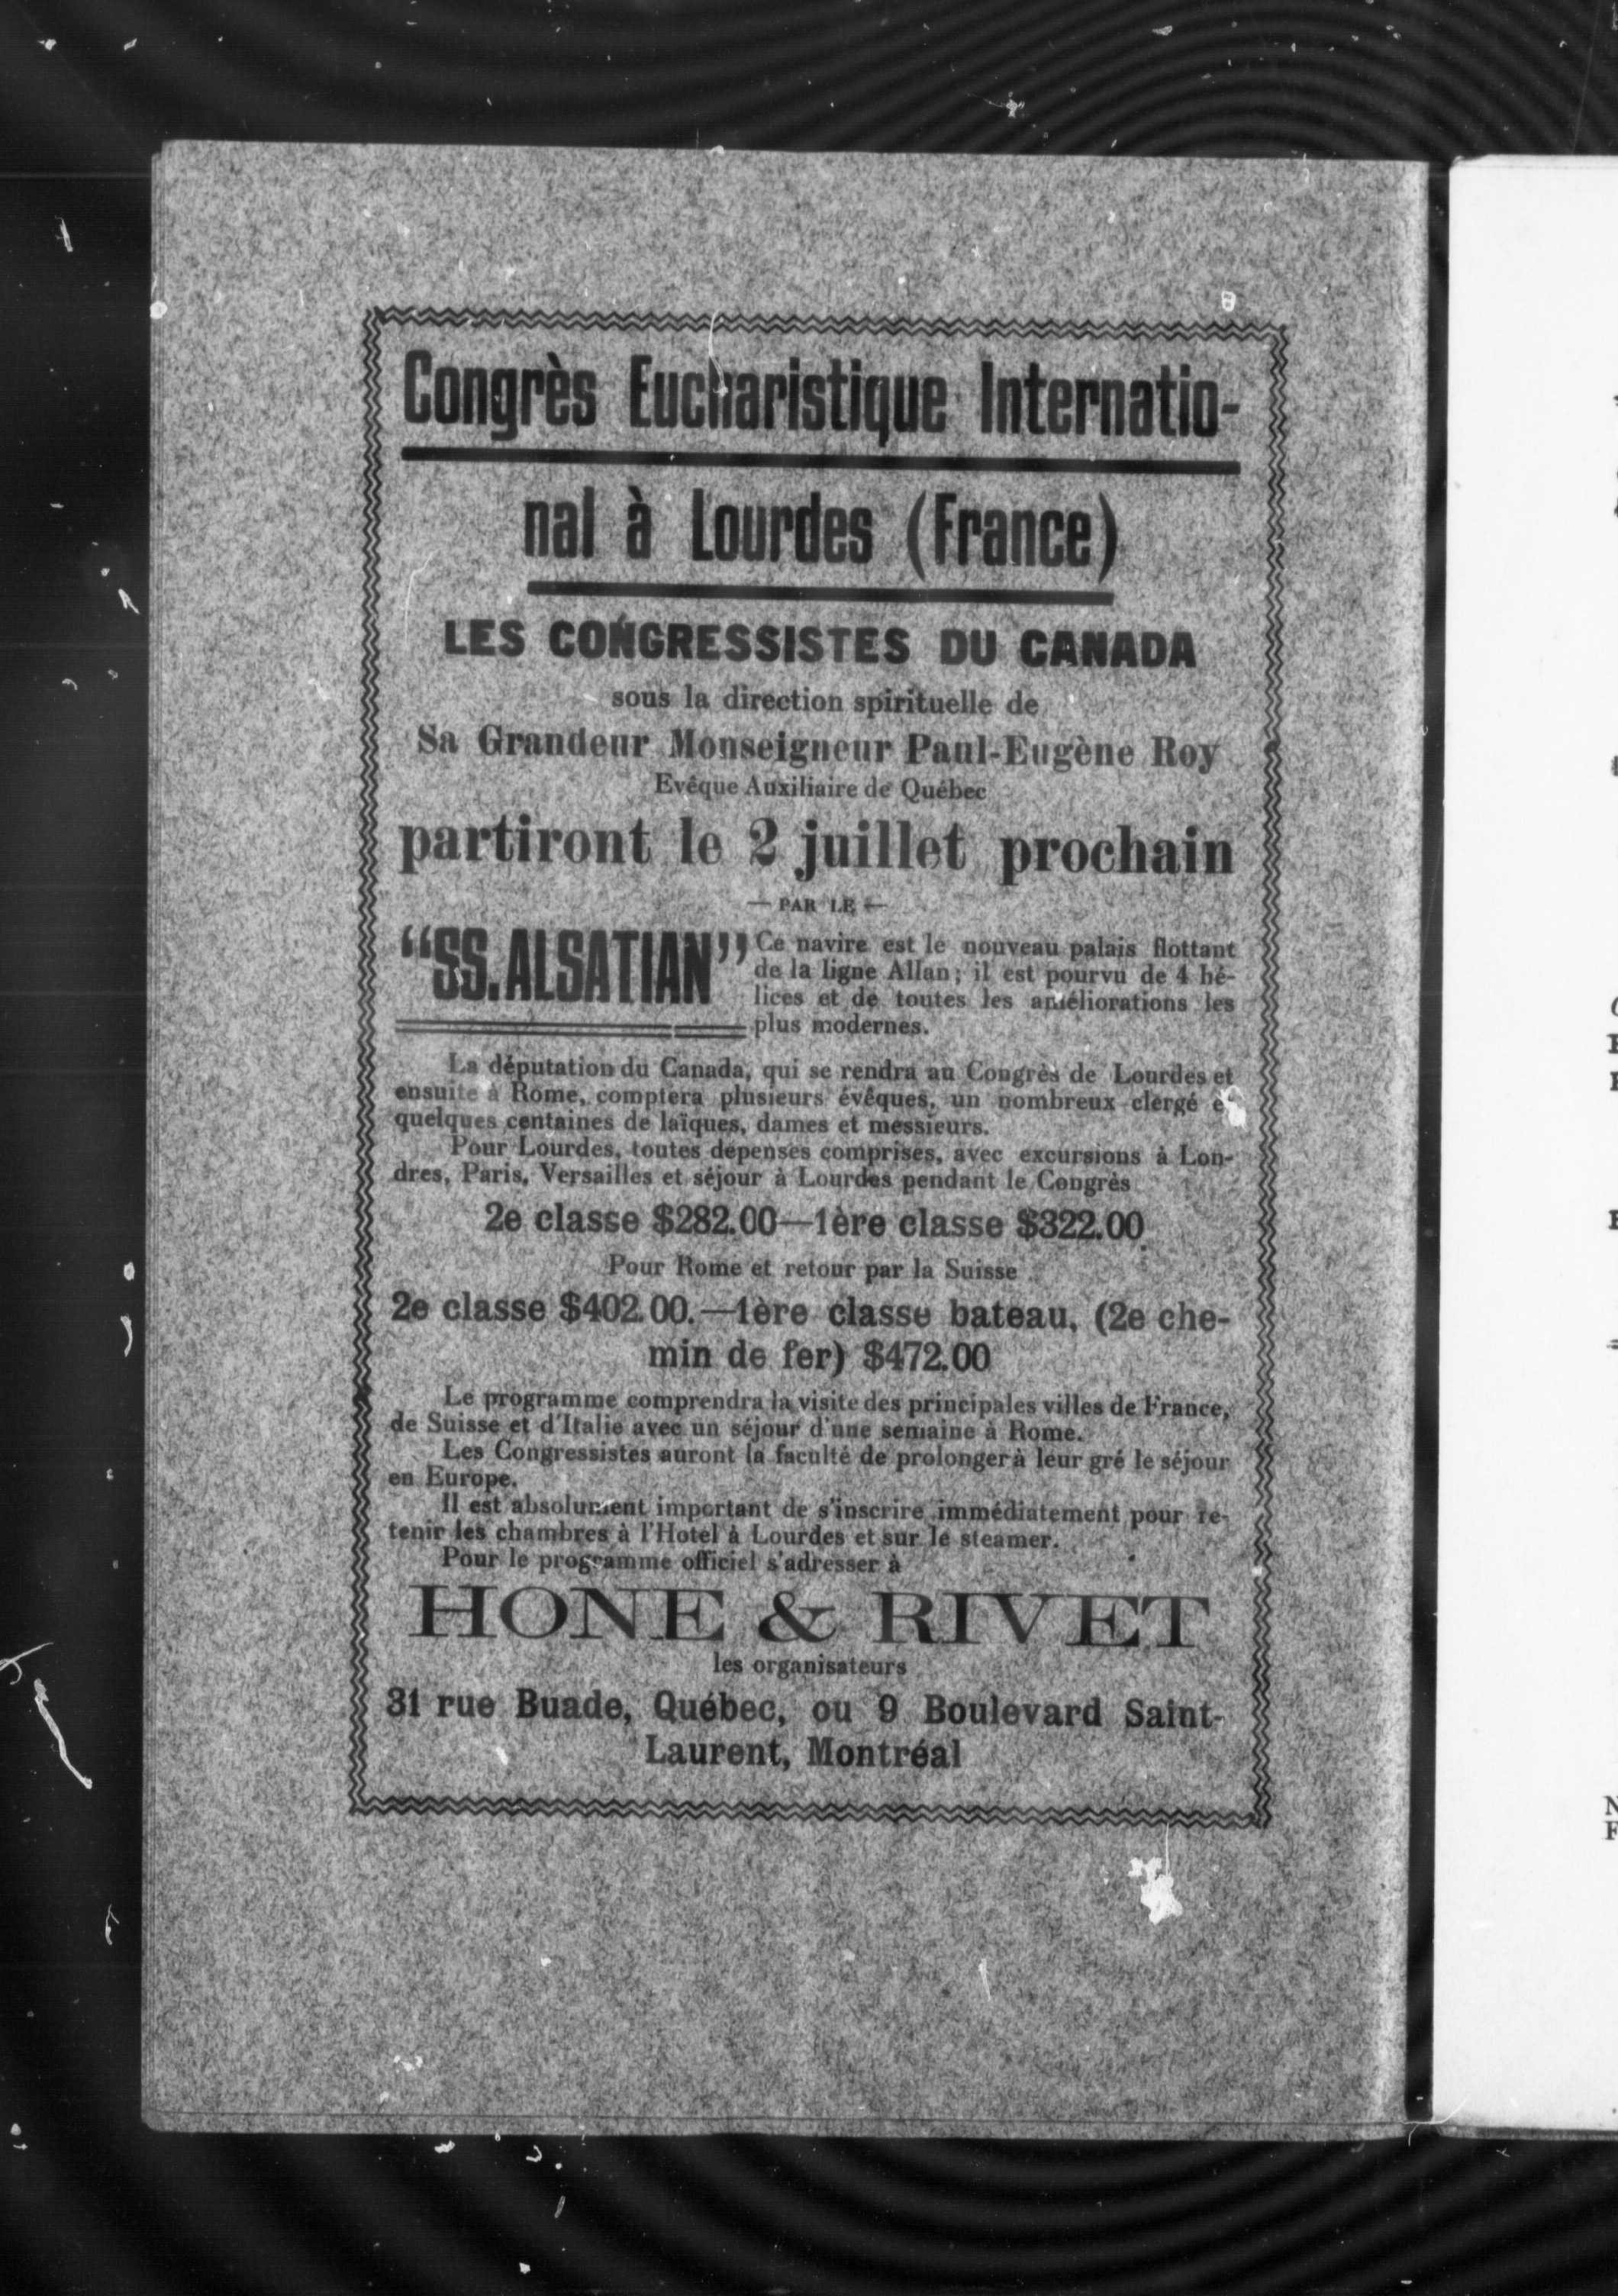 Congrès Eucharistique Internatio-
nal à Lourdes (France)
LES CONGRESSISTES DU CANADA
sous la direction spirituelle de
Sa Grandeur Monseigneur Paul-Eugène Roy
Evêque Auxiliaire de Québec
partiront le 2 juillet prochain
— PAR LE —
“SS. ALSATIAN”
Ce navire est le nouveau palais flottant
de la ligne Allan; il est pourvu de 4 hé-
lices et de toutes les améliorations les
plus modernes.
La députation du Canada, qui se rendra au Congrès de Lourdes et
ensuite à Rome, comptera plusieurs évêques, un nombreux clergé
quelques centaines de laïques, dames et messieurs.
Pour Lourdes, toutes dépenses comprises, avec excursions à Lon-
dres, Paris, Versailles et séjour à Lourdes pendant le Congrès
2e classe $282.00—1ère classe $322.00
Pour Rome et retour par la Suisse
2e classe $402.00.—1ère classe bateau, (2e che-
min de fer) $472.00
Le programme comprendra la visite des principales villes de France,
de Suisse et d'Italie avec un séjour d'une semaine à Rome.
Les Congressistes auront la faculté de prolonger à leur gré le séjour
en Europe.
Il est absolument important de s'inscrire immédiatement pour re-
tenir les chambres à l'Hotel à Lourdes et sur le steamer.
Pour le programme officiel s'adresser à
HONE & RIVET
les organisateurs
31 rue Buade, Québec, ou 9 Boulevard Saint-
Laurent, Montréal